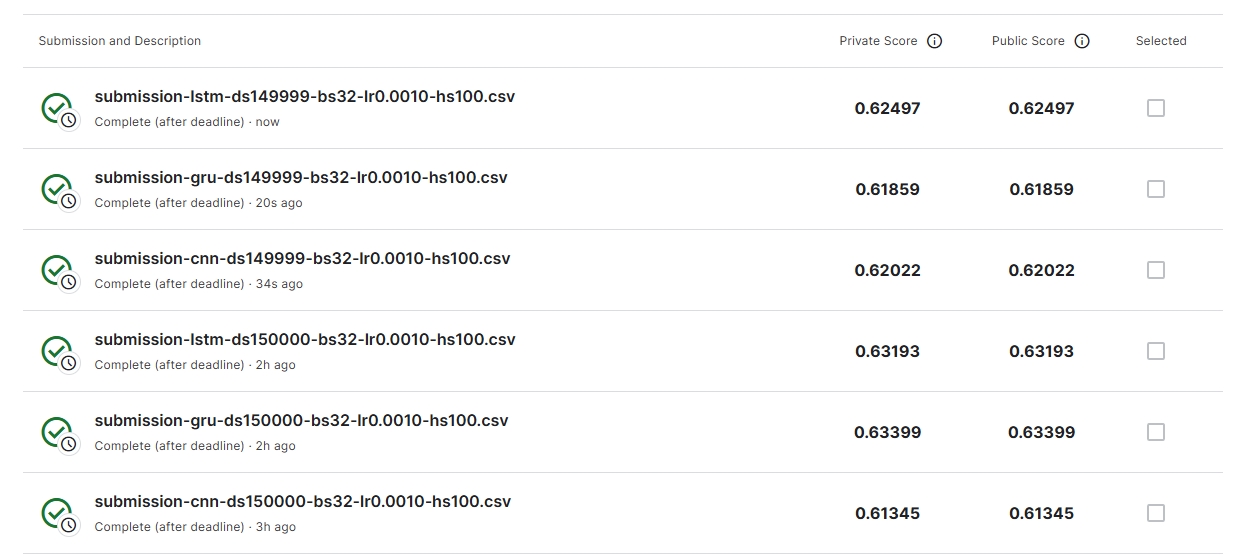 Submission and Description Private Score Public Score Selected
submission-lstm-ds149999-bs32-lr0.0010-hs100.csv 0.62497 0.62497
Complete (after deadline) · now
submission-gru-ds149999-bs32-lr0.0010-hs100.csv 0.61859 0.61859
Complete (after deadline) · 20s ago
submission-cnn-ds149999-bs32-lr0.0010-hs100.csv 0.62022 0.62022
Complete (after deadline) · 34s ago
submission-lstm-ds150000-bs32-lr0.0010-hs100.csv 0.63193 0.63193
Complete (after deadline) · 2h ago
submission-gru-ds150000-bs32-lr0.0010-hs100.csv 0.63399 0.63399
Complete (after deadline) · 2h ago
submission-cnn-ds150000-bs32-lr0.0010-hs100.csv 0.61345 0.61345
Complete (after deadline) · 3h ago